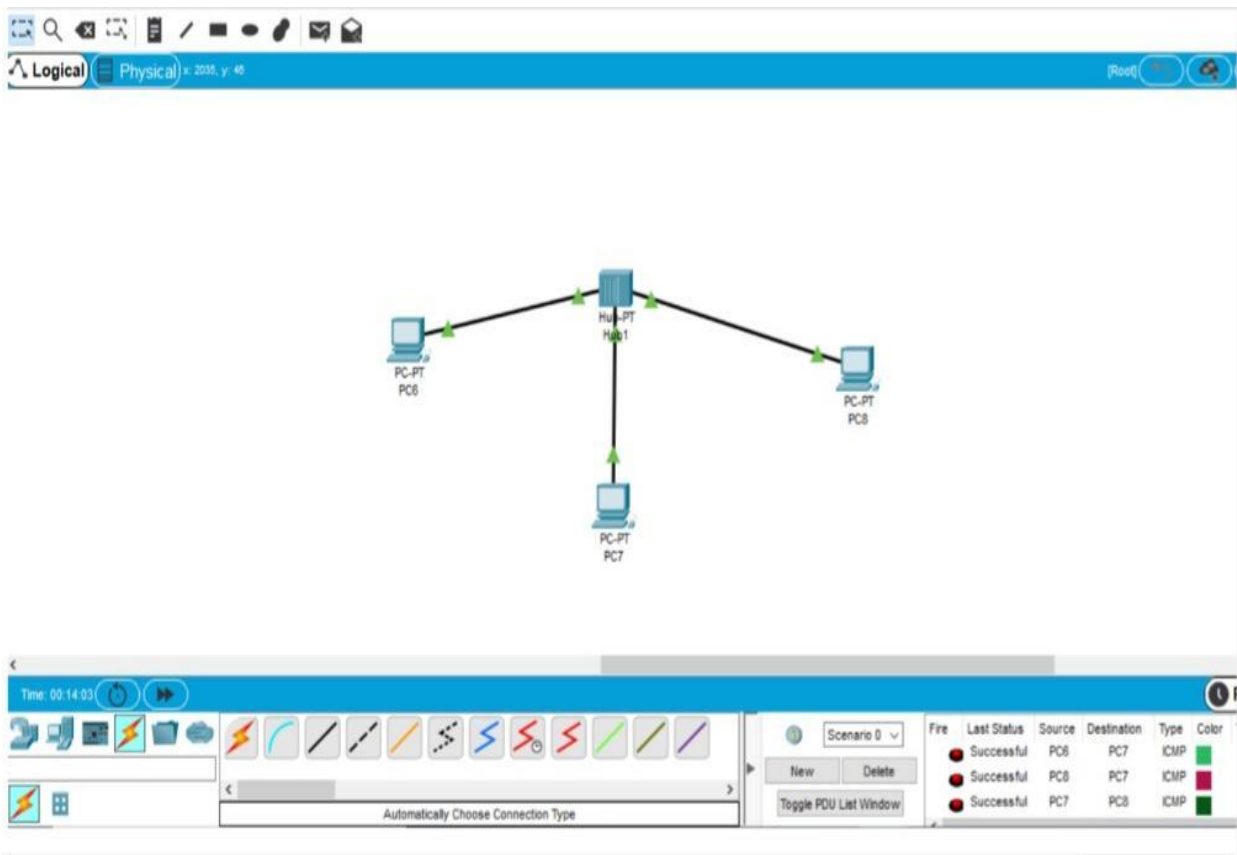 Logical Physical x: 2035, y: 46 [Root]
Hub-PT
Hub1
PC-PT
PC6
PC-PT
PC8
PC-PT
PC7
Time: 00:14:03
Scenario 0
New Delete
Toggle PDU List Window
Automatically Choose Connection Type
Fire Last Status Source Destination Type Color
Successful PC6 PC7 ICMP
Successful PC8 PC7 ICMP
Successful PC7 PC8 ICMP